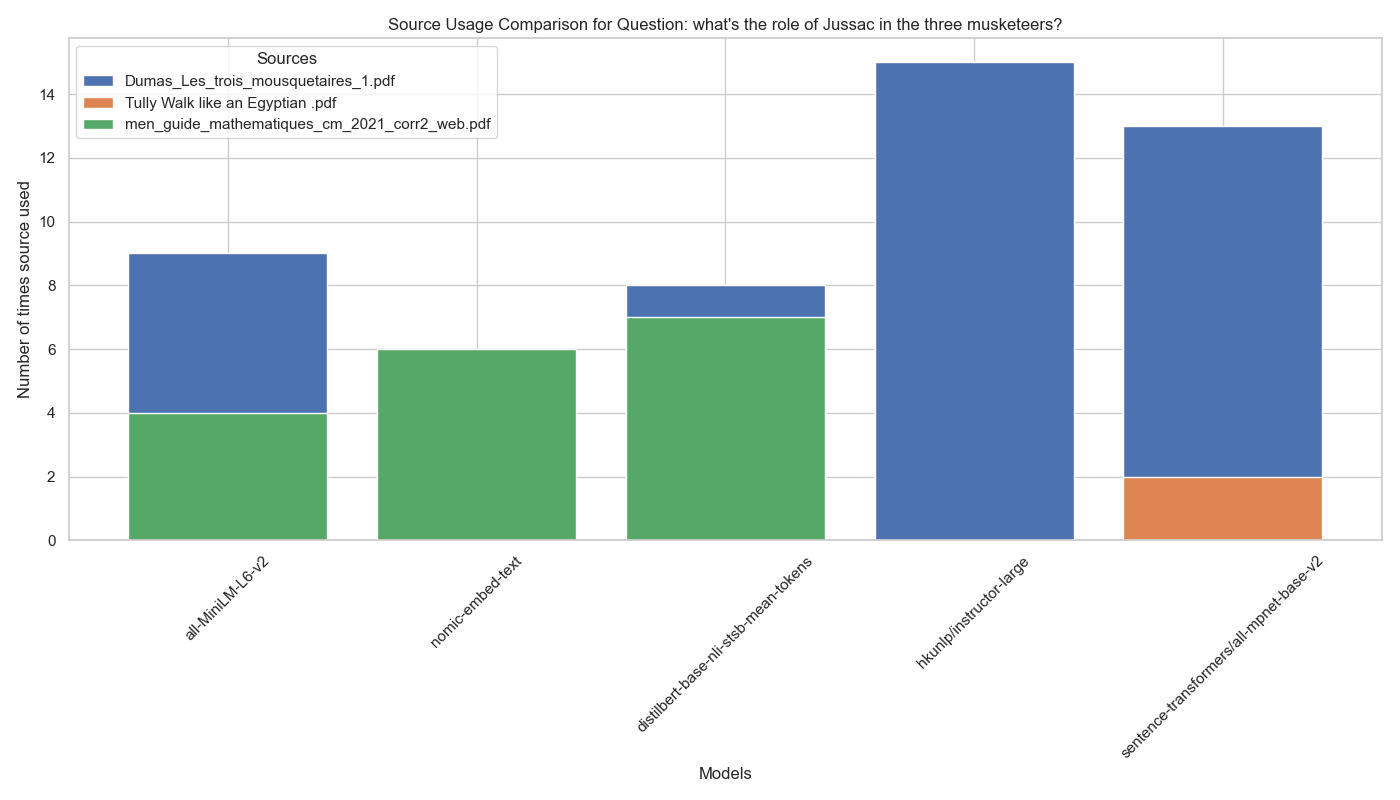 Source Usage Comparison for Question: what's the role of Jussac in the three musketeers?
Sources
Dumas_Les_trois_mousquetaires_1.pdf
Tully Walk like an Egyptian .pdf
men_guide_mathematiques_cm_2021_corr2_web.pdf
Number of times source used
14
12
10
8
6
4
2
0
all-MiniLM-L6-v2
nomic-embed-text
distilbert-base-nli-stsb-mean-tokens
hkunlp/instructor-large
sentence-transformers/all-mpnet-base-v2
Models